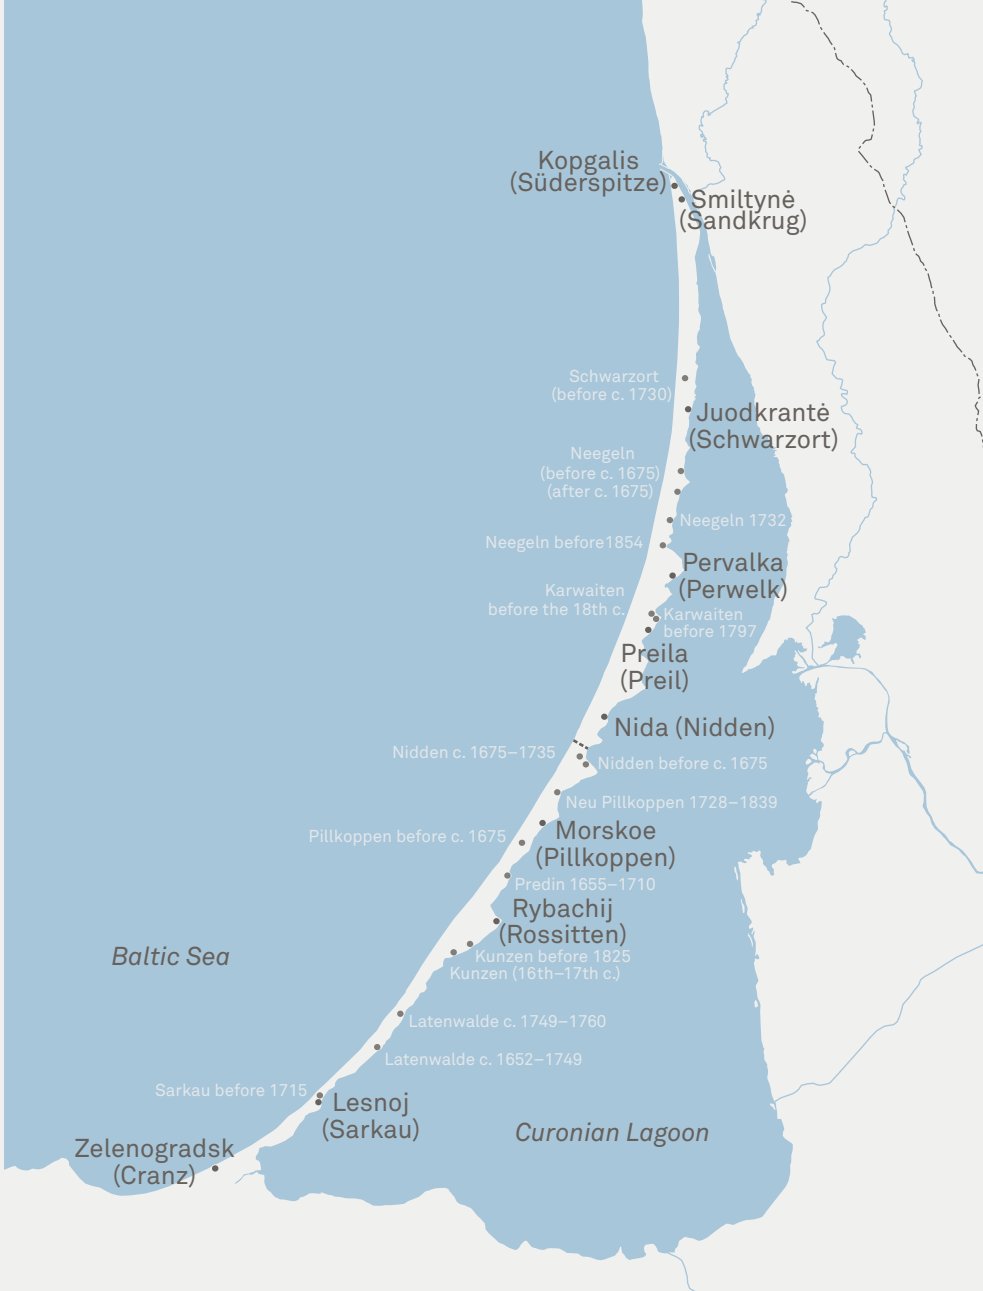 Kopgalis
(Süderspitze)
Smiltynė
(Sandkrug)
Schwarzort
(before c. 1730)
Juodkrantė
(Schwarzort)
Neegeln
(before c. 1675)
(after c. 1675)
Neegeln 1732
Neegeln before1854
Pervalka
(Perwelk)
Karwaiten
before the 18th c.
Karwaiten
before 1797
Preila
(Preil)
Nida (Nidden)
Nidden c. 1675–1735
Nidden before c. 1675
Neu Pillkoppen 1728–1839
Morskoe
(Pillkoppen)
Pillkoppen before c. 1675
Predin 1655–1710
Rybachij
(Rossitten)
Kunzen before 1825
Kunzen (16th–17th c.)
Baltic Sea
Latenwalde c. 1749–1760
Latenwalde c. 1652–1749
Sarkau before 1715
Lesnoj
(Sarkau)
Curonian Lagoon
Zelenogradsk
(Cranz)